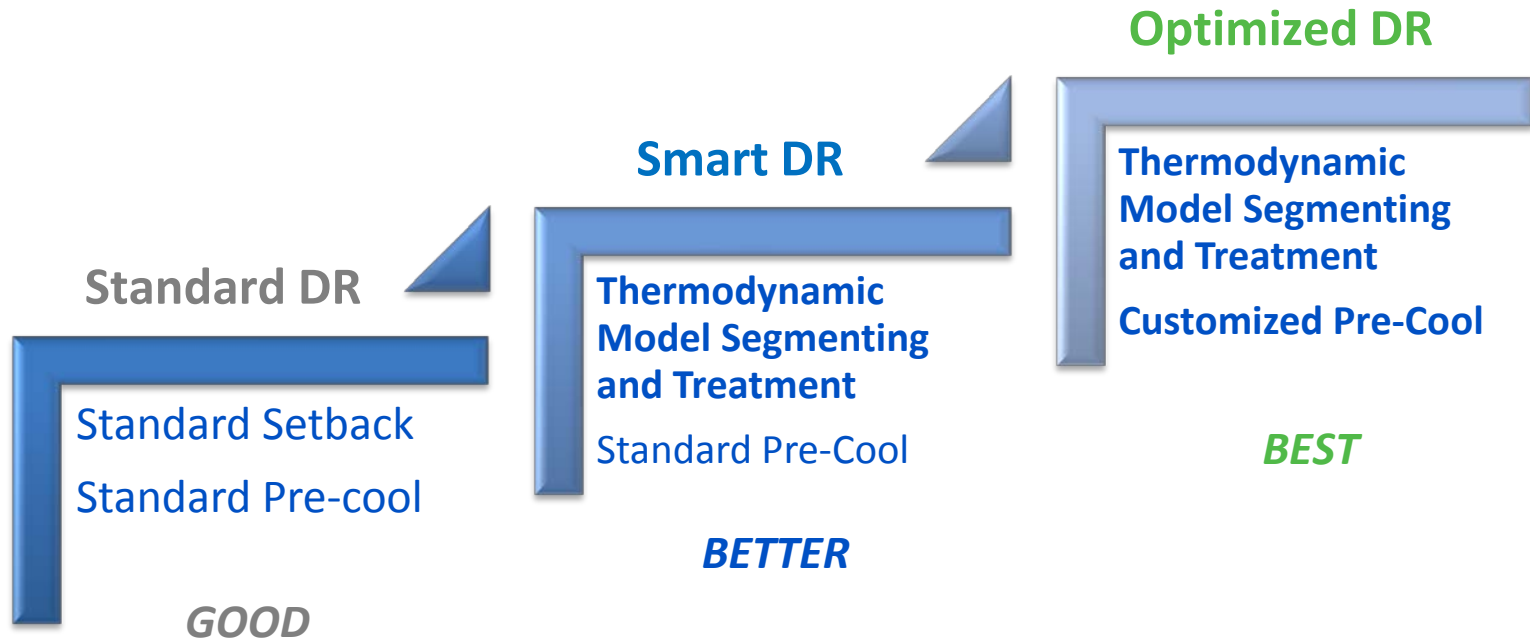 Standard DR
Standard Setback
Standard Pre-cool
GOOD
Smart DR
Thermodynamic
Model Segmenting
and Treatment
Standard Pre-Cool
BETTER
Optimized DR
Thermodynamic
Model Segmenting
and Treatment
Customized Pre-Cool
BEST